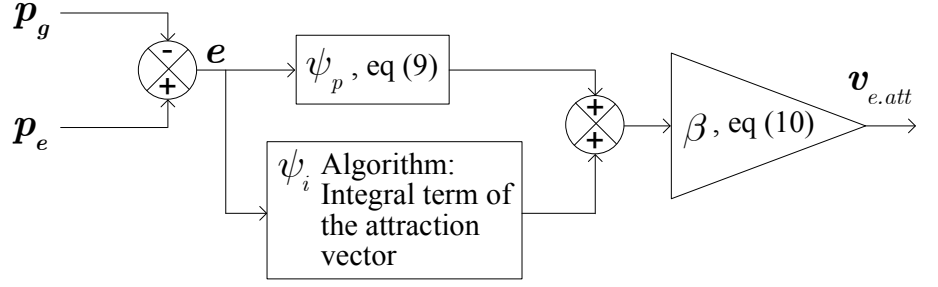 p_g
-
+
p_e
e
ψ_p , eq (9)
ψ_i Algorithm:
Integral term of
the attraction
vector
+
+
β , eq (10)
v_e.att